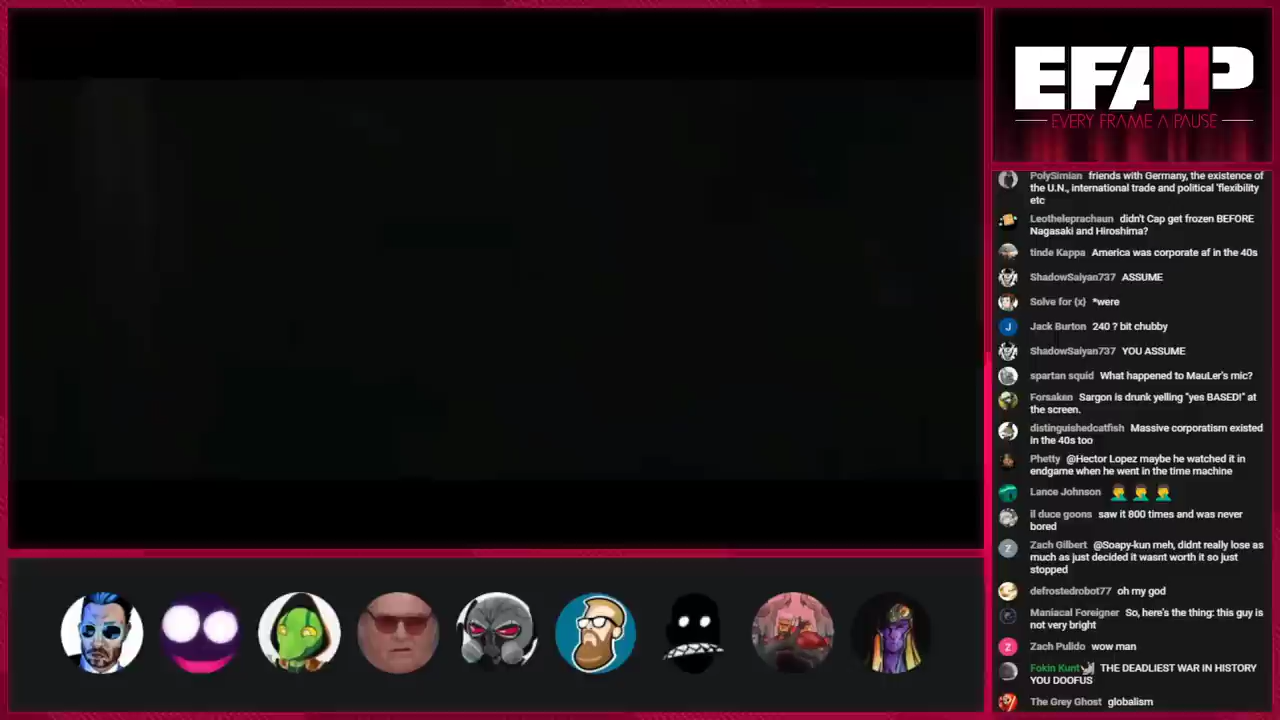 EFAP
EVERY FRAME A PAUSE
PolySimian friends with Germany, the existence of
the U.N., international trade and political 'flexibility
etc
Leotheleprachaun didn't Cap get frozen BEFORE
Nagasaki and Hiroshima?
tinde Kappa America was corporate af in the 40s
ShadowSaiyan737 ASSUME
Solve for {x} *were
J Jack Burton 240 ? bit chubby
ShadowSaiyan737 YOU ASSUME
spartan squid What happened to MauLer's mic?
Forsaken Sargon is drunk yelling "yes BASED!" at
the screen.
distinguishedcatfish Massive corporatism existed
in the 40s too
Phetty @Hector Lopez maybe he watched it in
endgame when he went in the time machine
Lance Johnson 🤦‍♂️ 🤦‍♂️ 🤦‍♂️
il duce goons saw it 800 times and was never
bored
Z Zach Gilbert @Soapy-kun meh, didnt really lose as
much as just decided it wasnt worth it so just
stopped
defrostedrobot77 oh my god
Maniacal Foreigner So, here's the thing: this guy is
not very bright
Z Zach Pulido wow man
Fokin Kunt THE DEADLIEST WAR IN HISTORY
YOU DOOFUS
The Grey Ghost globalism